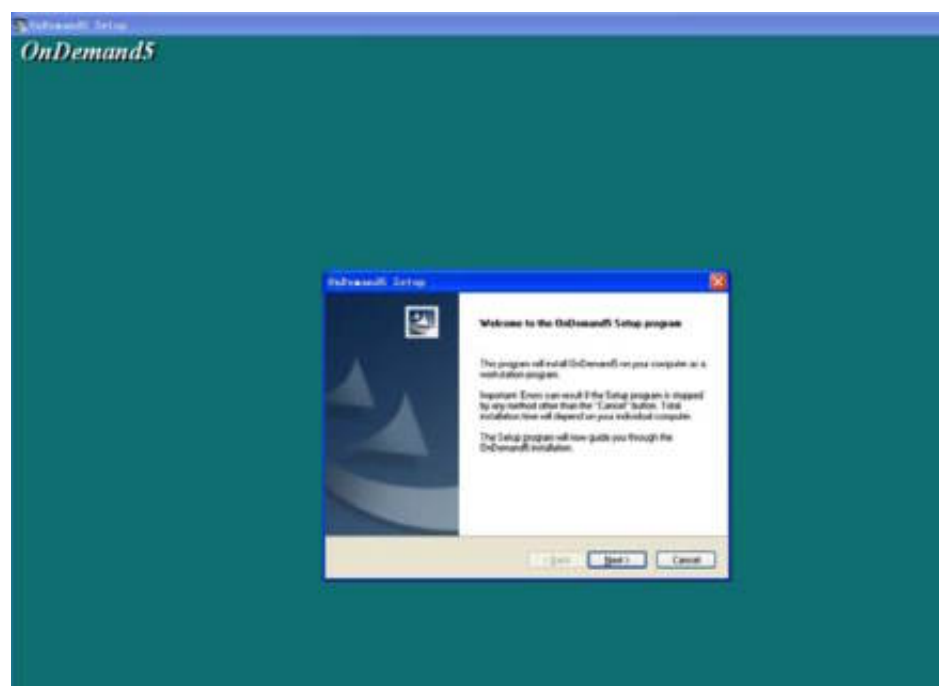 OnDemand5 Setup
OnDemand5
OnDemand5 Setup
Welcome to the OnDemand5 Setup program
This program will install OnDemand5 on your computer as a
workstation program.
Important: Errors can result if the Setup program is stopped
by any method other than the "Cancel" button. Total
installation time will depend on your individual computer.
The Setup program will now guide you through the
OnDemand5 installation.
< Back
Next >
Cancel